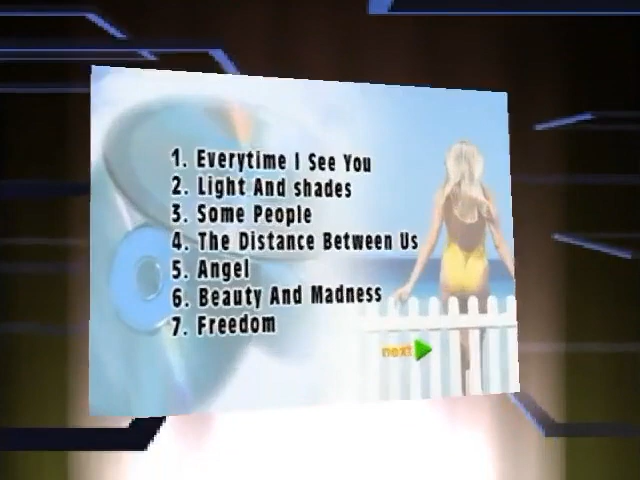 1. Everytime I See You
2. Light And shades
3. Some People
4. The Distance Between Us
5. Angel
6. Beauty And Madness
7. Freedom
next